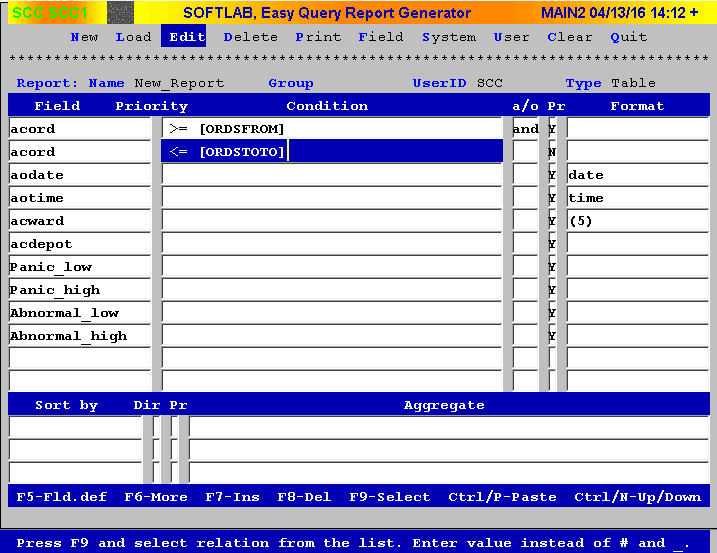 SCC SCC1 SOFTLAB, Easy Query Report Generator MAIN2 04/13/16 14:12 +
New Load Edit Delete Print Field System User Clear Quit
******************************************************************************
Report: Name New_Report Group UserID SCC Type Table
Field Priority Condition a/o Pr Format
acord >= [ORDSFROM] and Y
acord <= [ORDSTOTO] N
aodate Y date
aotime Y time
acward Y (5)
acdepot Y
Panic_low Y
Panic_high Y
Abnormal_low Y
Abnormal_high Y
Sort by Dir Pr Aggregate
F5-Fld.def F6-More F7-Ins F8-Del F9-Select Ctrl/P-Paste Ctrl/N-Up/Down
Press F9 and select relation from the list. Enter value instead of # and _.